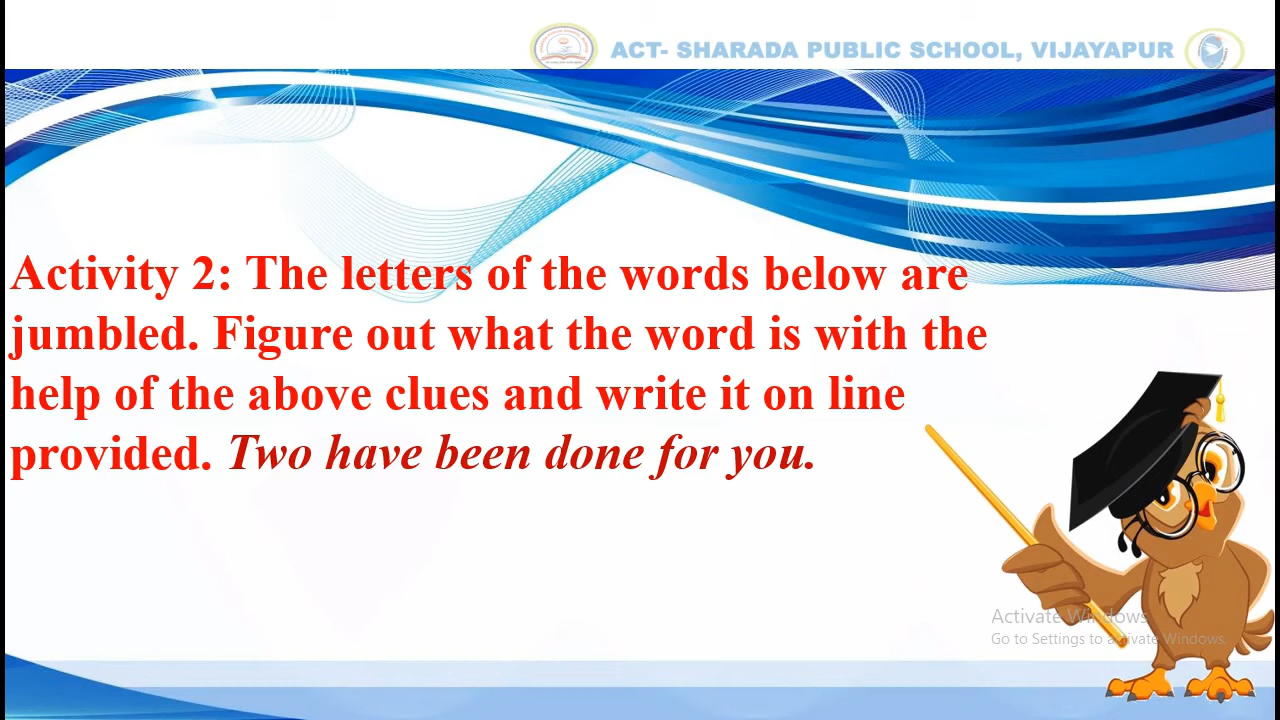 ACT- SHARADA PUBLIC SCHOOL, VIJAYAPUR
Activity 2: The letters of the words below are
jumbled. Figure out what the word is with the
help of the above clues and write it on line
provided. Two have been done for you.
Activate Windows
Go to Settings to activate Windows.